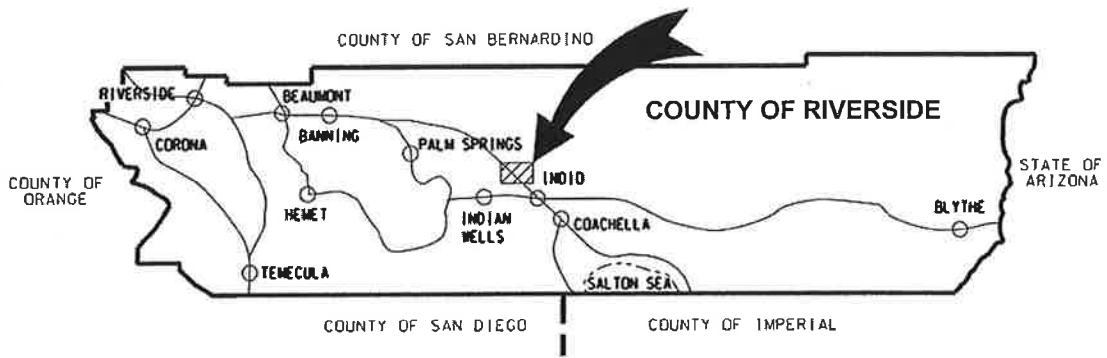 COUNTY OF SAN BERNARDINO
RIVERSIDE
BEAUMONT
COUNTY OF RIVERSIDE
BANNING
CORONA
PALM SPRINGS
COUNTY OF
ORANGE
INDIO
STATE OF
ARIZONA
HEMET
INDIAN
WELLS
COACHELLA
BLYTHE
TEMECULA
SALTON SEA
COUNTY OF SAN DIEGO
COUNTY OF IMPERIAL